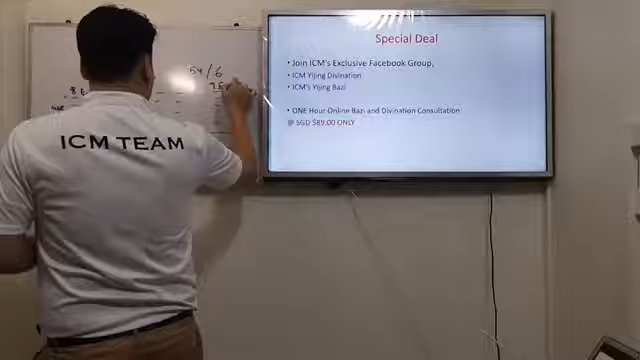 Special Deal
• Join ICM's Exclusive Facebook Group,
• ICM Yijing Divination
• ICM's Yijing Bazi
• ONE Hour Online Bazi and Divination Consultation
@ SGD $89.00 ONLY
ICM TEAM